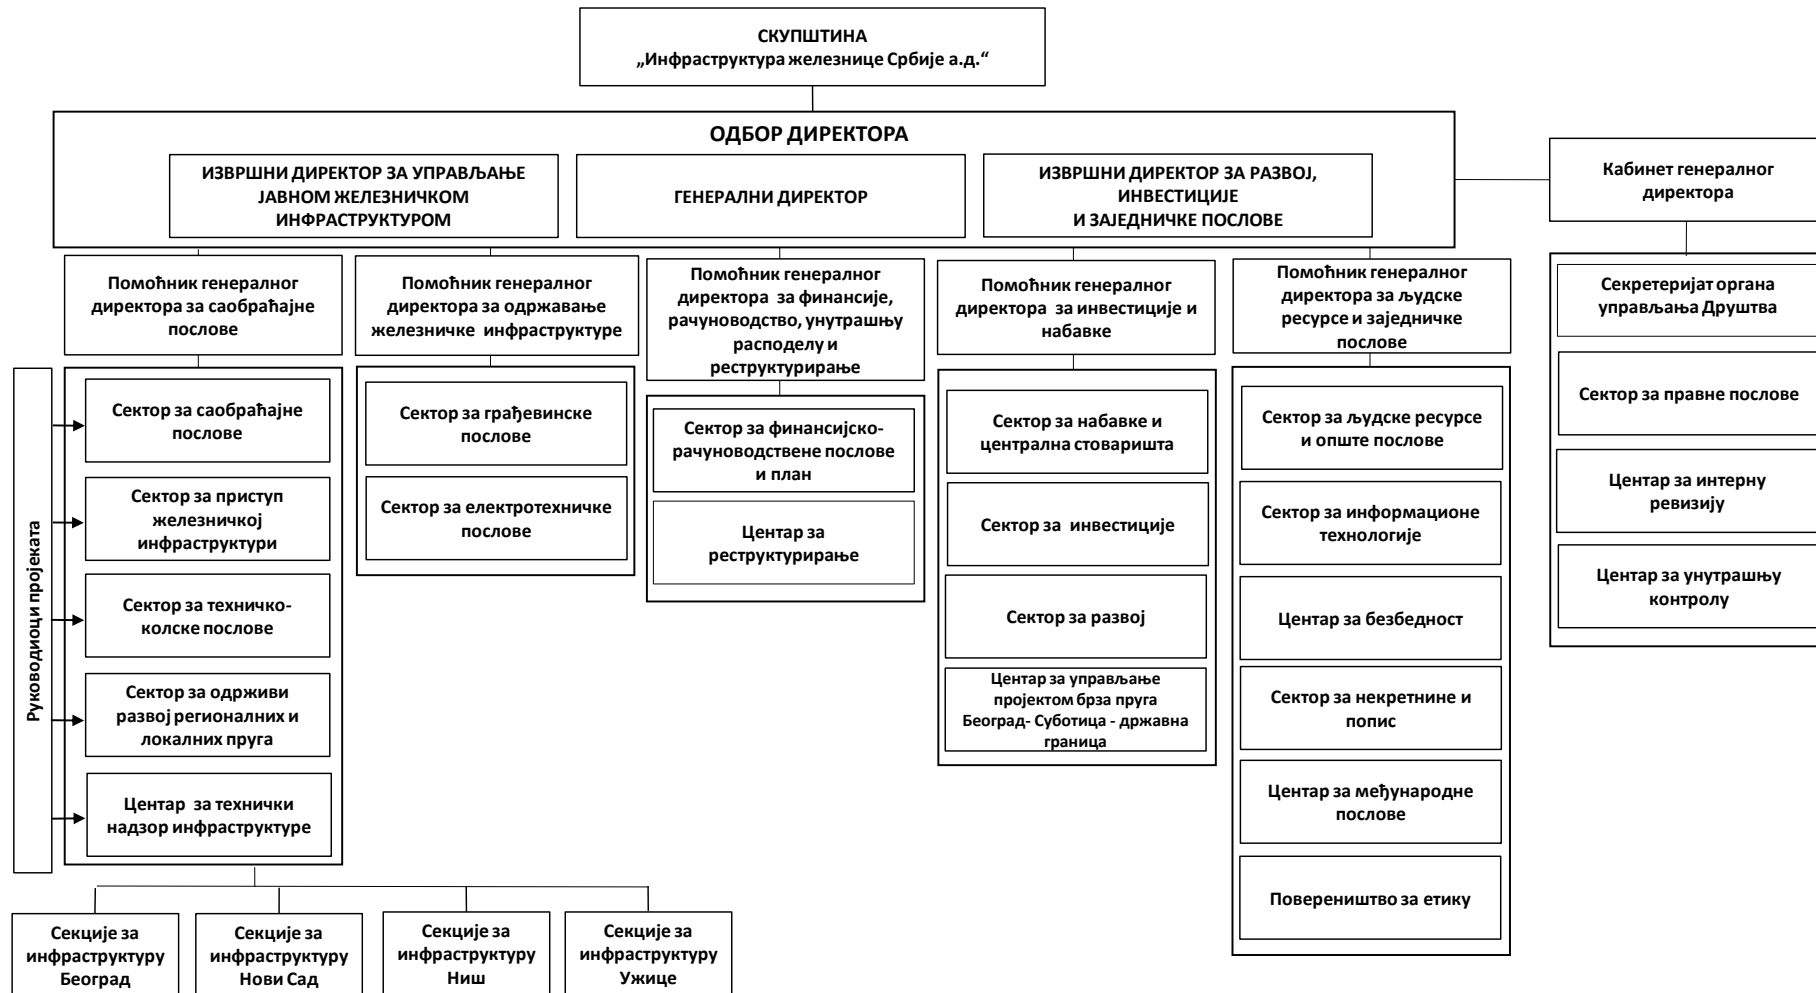 СКУПШТИНА
„Инфраструктура железнице Србије а.д.“
ОДБОР ДИРЕКТОРА
ИЗВРШНИ ДИРЕКТОР ЗА УПРАВЉАЊЕ
ЈАВНОМ ЖЕЛЕЗНИЧКОМ
ИНФРАСТРУКТУРОМ
ГЕНЕРАЛНИ ДИРЕКТОР
ИЗВРШНИ ДИРЕКТОР ЗА РАЗВОЈ,
ИНВЕСТИЦИЈЕ
И ЗАЈЕДНИЧКЕ ПОСЛОВЕ
Кабинет генералног
директора
Помоћник генералног
директора за саобраћајне
послове
Помоћник генералног
директора за одржавање
железничке инфраструктуре
Помоћник генералног
директора за финансије,
рачуноводство, унутрашњу
расподелу и
реструктурирање
Помоћник генералног
директора за инвестиције и
набавке
Помоћник генералног
директора за људске
ресурсе и заједничке
послове
Секретеријат органа
управљања Друштва
Сектор за правне послове
Центар за интерну
ревизију
Центар за унутрашњу
контролу
Руководиоци пројеката
Сектор за саобраћајне
послове
Сектор за приступ
железничкој
инфраструктури
Сектор за техничко-
колске послове
Сектор за одрживи
развој регионалних и
локалних пруга
Центар за технички
надзор инфраструктуре
Сектор за грађевинске
послове
Сектор за електротехничке
послове
Сектор за финансијско-
рачуноводствене послове
и план
Центар за
реструктурирање
Сектор за набавке и
централна стоваришта
Сектор за инвестиције
Сектор за развој
Центар за управљање
пројектом брза пруга
Београд- Суботица - државна
граница
Сектор за људске ресурсе
и опште послове
Сектор за информационе
технологије
Центар за безбедност
Сектор за некретнине и
попис
Центар за међународне
послове
Повереништво за етику
Секције за
инфраструктуру
Београд
Секције за
инфраструктуру
Нови Сад
Секције за
инфраструктуру
Ниш
Секције за
инфраструктуру
Ужице